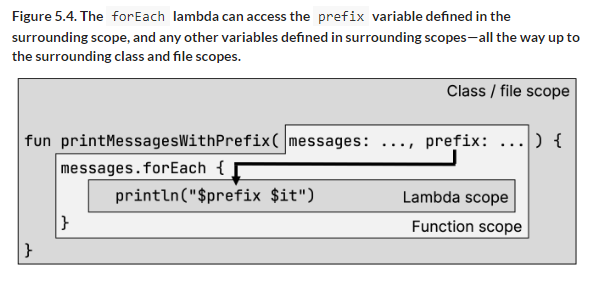 Figure 5.4. The forEach lambda can access the prefix variable defined in the
surrounding scope, and any other variables defined in surrounding scopes—all the way up to
the surrounding class and file scopes.
Class / file scope
fun printMessagesWithPrefix( messages: ..., prefix: ... ) {
messages.forEach {
println("$prefix $it")
Lambda scope
}
Function scope
}